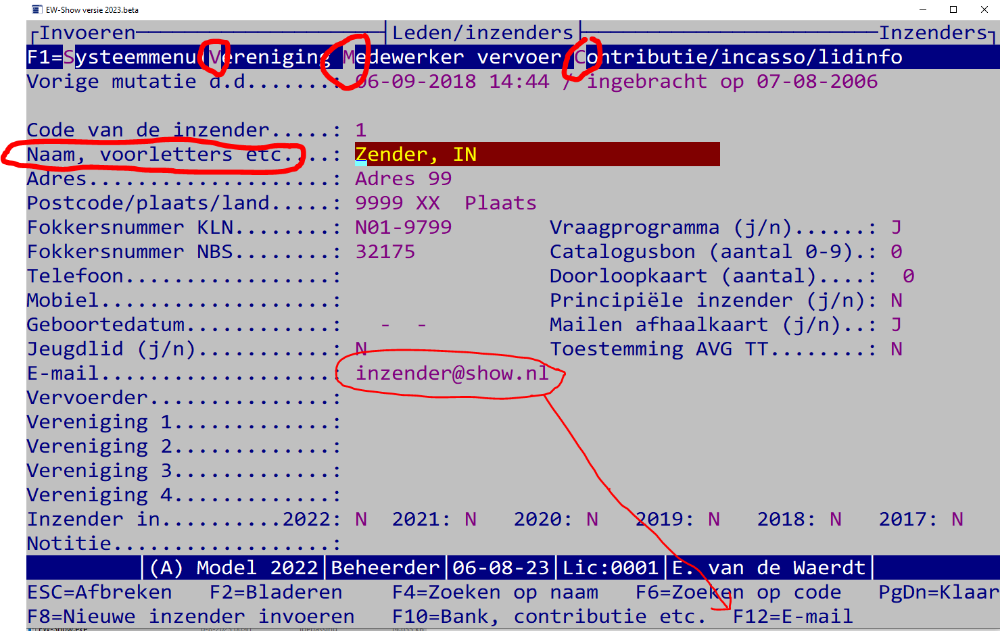 EW-Show versie 2023.beta
Invoeren Leden/inzenders Inzenders
F1=Systeemmenu Vereniging Medewerker vervoer Contributie/incasso/lidinfo
Vorige mutatie d.d.......: 06-09-2018 14:44 / ingebracht op 07-08-2006
Code van de inzender.....: 1
Naam, voorletters etc....: Zender, IN
Adres....................: Adres 99
Postcode/plaats/land.....: 9999 XX Plaats
Fokkersnummer KLN........: N01-9799 Vraagprogramma (j/n)......: J
Fokkersnummer NBS........: 32175 Catalogusbon (aantal 0-9).: 0
Telefoon.................: Doorloopkaart (aantal)....: 0
Mobiel...................: Principiële inzender (j/n): N
Geboortedatum............: - - Mailen afhaalkaart (j/n)..: J
Jeugdlid (j/n)...........: N Toestemming AVG TT........: N
E-mail...................: inzender@show.nl
Vervoerder...............:
Vereniging 1.............:
Vereniging 2.............:
Vereniging 3.............:
Vereniging 4.............:
Inzender in..........2022: N 2021: N 2020: N 2019: N 2018: N 2017: N
Notitie..................:
(A) Model 2022 Beheerder 06-08-23 Lic:0001 E. van de Waerdt
ESC=Afbreken F2=Bladeren F4=Zoeken op naam F6=Zoeken op code PgDn=Klaar
F8=Nieuwe inzender invoeren F10=Bank, contributie etc. F12=E-mail